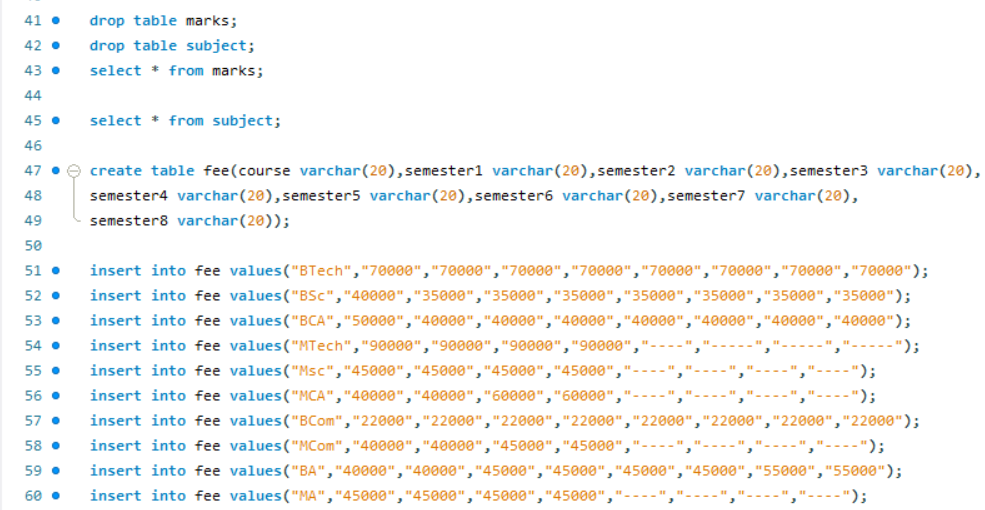 41 drop table marks;
42 drop table subject;
43 select * from marks;
44
45 select * from subject;
46
47 create table fee(course varchar(20),semester1 varchar(20),semester2 varchar(20),semester3 varchar(20),
48 semester4 varchar(20),semester5 varchar(20),semester6 varchar(20),semester7 varchar(20),
49 semester8 varchar(20));
50
51 insert into fee values("BTech","70000","70000","70000","70000","70000","70000","70000","70000");
52 insert into fee values("BSc","40000","35000","35000","35000","35000","35000","35000","35000");
53 insert into fee values("BCA","50000","40000","40000","40000","40000","40000","40000","40000");
54 insert into fee values("MTech","90000","90000","90000","90000","----","-----","-----","-----");
55 insert into fee values("Msc","45000","45000","45000","45000","----","----","----","----");
56 insert into fee values("MCA","40000","40000","60000","60000","----","----","----","----");
57 insert into fee values("BCom","22000","22000","22000","22000","22000","22000","22000","22000");
58 insert into fee values("MCom","40000","40000","45000","45000","----","----","----","----");
59 insert into fee values("BA","40000","40000","45000","45000","45000","45000","55000","55000");
60 insert into fee values("MA","45000","45000","45000","45000","----","----","----","----");